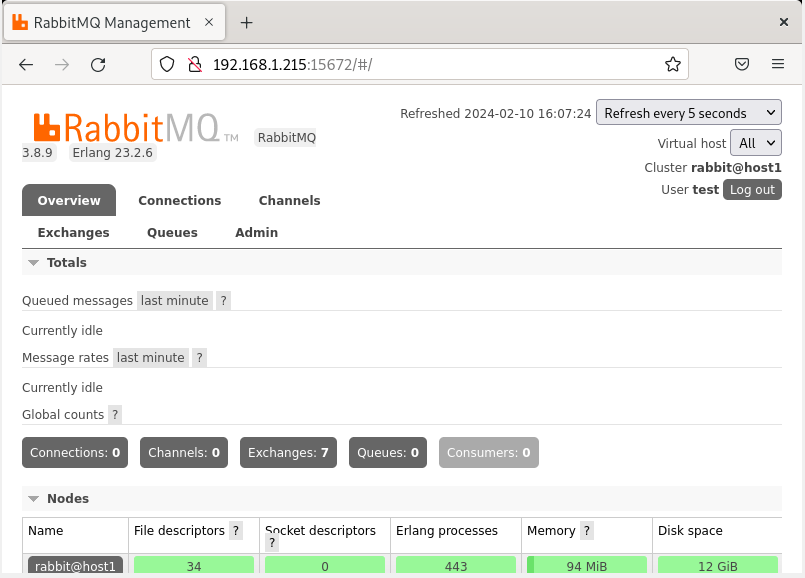 RabbitMQ Management
192.168.1.215:15672/#/
Refreshed 2024-02-10 16:07:24 Refresh every 5 seconds
RabbitMQ TM RabbitMQ
3.8.9 Erlang 23.2.6
Virtual host All
Cluster rabbit@host1
User test Log out
Overview Connections Channels
Exchanges Queues Admin
Totals
Queued messages last minute ?
Currently idle
Message rates last minute ?
Currently idle
Global counts ?
Connections: 0 Channels: 0 Exchanges: 7 Queues: 0 Consumers: 0
Nodes
Name File descriptors ? Socket descriptors ? Erlang processes Memory ? Disk space
rabbit@host1 34 0 443 94 MiB 12 GiB